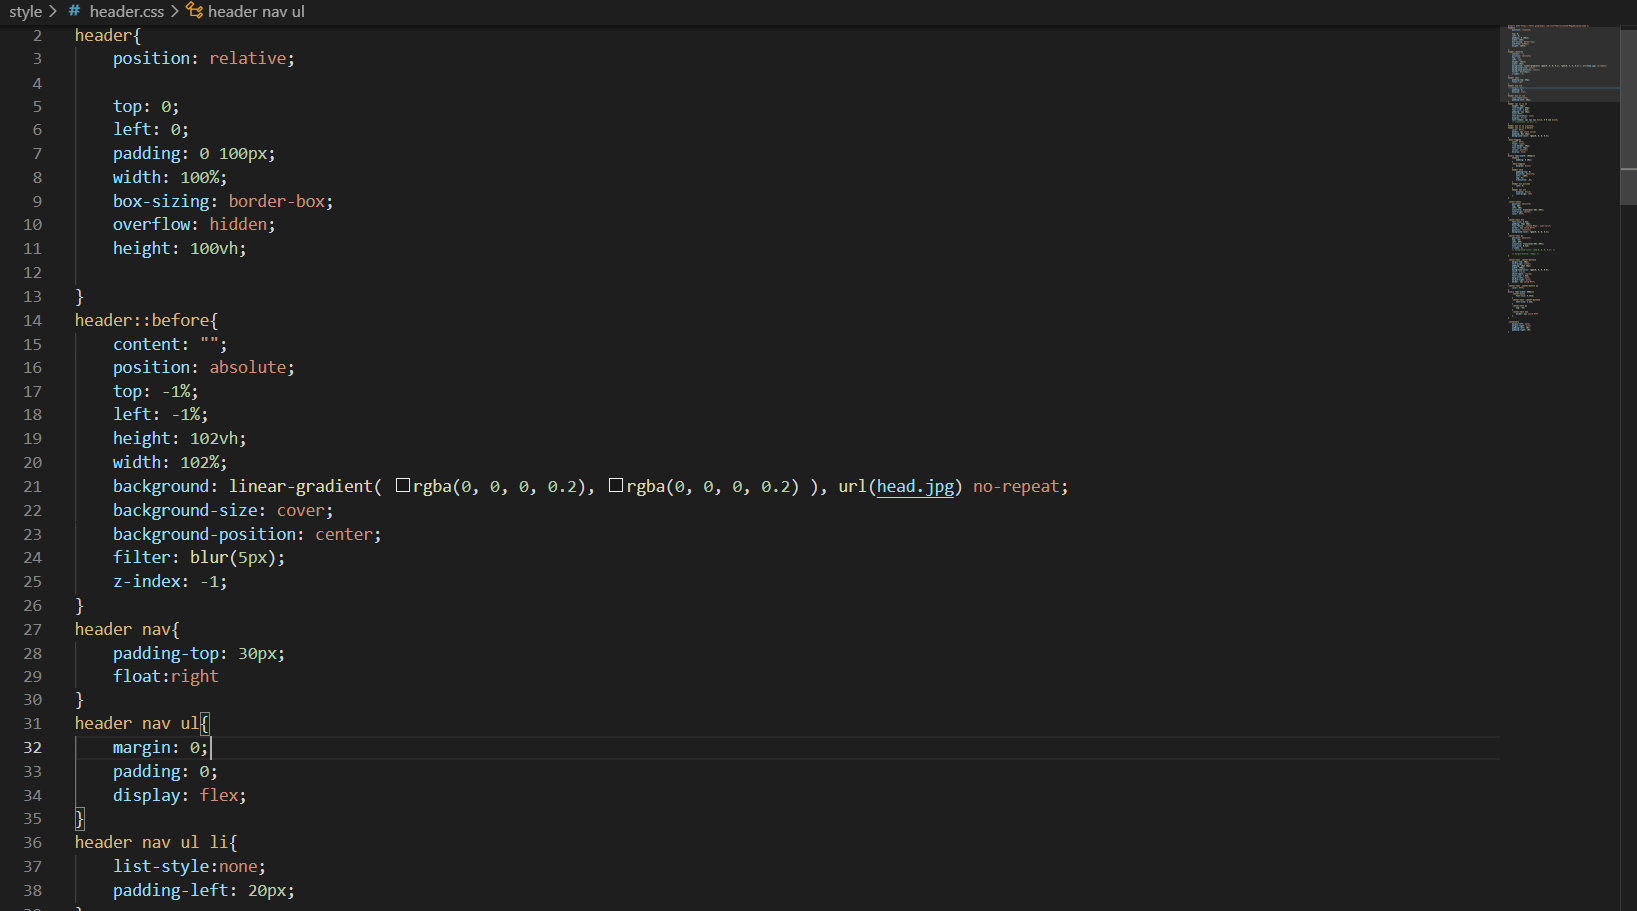 style > # header.css > header nav ul
2 header{
3 position: relative;
4
5 top: 0;
6 left: 0;
7 padding: 0 100px;
8 width: 100%;
9 box-sizing: border-box;
10 overflow: hidden;
11 height: 100vh;
12
13 }
14 header::before{
15 content: "";
16 position: absolute;
17 top: -1%;
18 left: -1%;
19 height: 102vh;
20 width: 102%;
21 background: linear-gradient( rgba(0, 0, 0, 0.2), rgba(0, 0, 0, 0.2) ), url(head.jpg) no-repeat;
22 background-size: cover;
23 background-position: center;
24 filter: blur(5px);
25 z-index: -1;
26 }
27 header nav{
28 padding-top: 30px;
29 float:right
30 }
31 header nav ul{
32 margin: 0;
33 padding: 0;
34 display: flex;
35 }
36 header nav ul li{
37 list-style:none;
38 padding-left: 20px;